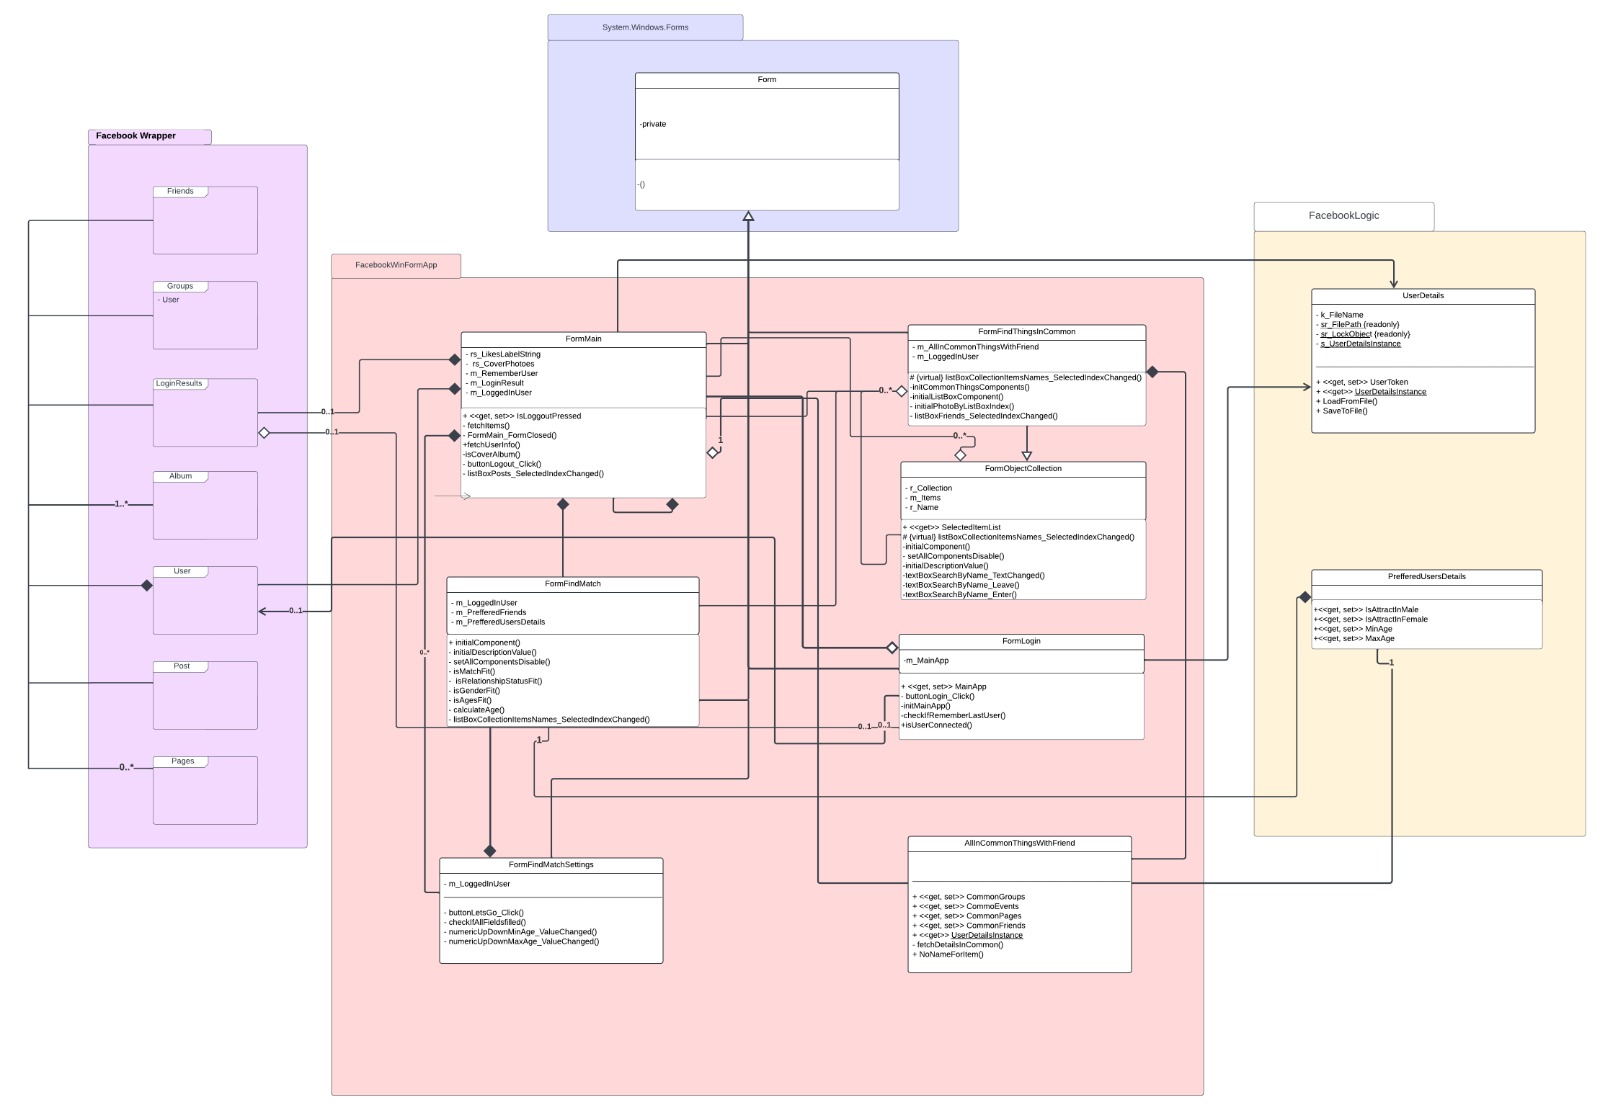 System.Windows.Forms
Form
-private
-()
Facebook Wrapper
Friends
Groups
- User
LoginResults
0..1
0..1
Album
1..*
User
0..1
Post
Pages
0..*
FacebookWinFormApp
FormMain
- rs_LikesLabelString
- rs_CoverPhotoes
- m_RememberUser
- m_LoginResult
- m_LoggedInUser
+ <<get, set>> IsLoggoutPressed
- fetchItems()
- FormMain_FormClosed()
+fetchUserInfo()
-isCoverAlbum()
- buttonLogout_Click()
- listBoxPosts_SelectedIndexChanged()
1
0..*
FormFindThingsInCommon
- m_AllInCommonThingsWithFriend
- m_LoggedInUser
# {virtual} listBoxCollectionItemsNames_SelectedIndexChanged()
-initCommonThingsComponents()
-initialListBoxComponent()
- initialPhotoByListBoxIndex()
- listBoxFriends_SelectedIndexChanged()
0..*
FormObjectCollection
- r_Collection
- m_Items
- r_Name
+ <<get>> SelectedItemList
# {virtual} listBoxCollectionItemsNames_SelectedIndexChanged()
-initialComponent()
- setAllComponentsDisable()
-initialDescriptionValue()
-textBoxSearchByName_TextChanged()
-textBoxSearchByName_Leave()
-textBoxSearchByName_Enter()
FormFindMatch
- m_LoggedInUser
- m_PrefferedFriends
- m_PrefferedUsersDetails
+ initialComponent()
- initialDescriptionValue()
- setAllComponentsDisable()
- isMatchFit()
- isRelationshipStatusFit()
- isGenderFit()
- isAgesFit()
- calculateAge()
- listBoxCollectionItemsNames_SelectedIndexChanged()
0..*
1
FormLogin
-m_MainApp
+ <<get, set>> MainApp
- buttonLogin_Click()
-initMainApp()
-checkIfRememberLastUser()
+isUserConnected()
0..1
0..1
FormFindMatchSettings
- m_LoggedInUser
- buttonLetsGo_Click()
- checkIfAllFieldsfilled()
- numericUpDownMinAge_ValueChanged()
- numericUpDownMaxAge_ValueChanged()
AllInCommonThingsWithFriend
+ <<get, set>> CommonGroups
+ <<get, set>> CommoEvents
+ <<get, set>> CommonPages
+ <<get, set>> CommonFriends
+ <<get>> UserDetailsInstance
- fetchDetailsInCommon()
+ NoNameForItem()
FacebookLogic
UserDetails
- k_FileName
- sr_FilePath {readonly}
- sr_LockObject {readonly}
- s_UserDetailsInstance
+ <<get, set>> UserToken
+ <<get>> UserDetailsInstance
+ LoadFromFile()
+ SaveToFile()
PrefferedUsersDetails
+<<get, set>> IsAttractInMale
+<<get, set>> IsAttractInFemale
+<<get, set>> MinAge
+<<get, set>> MaxAge
1